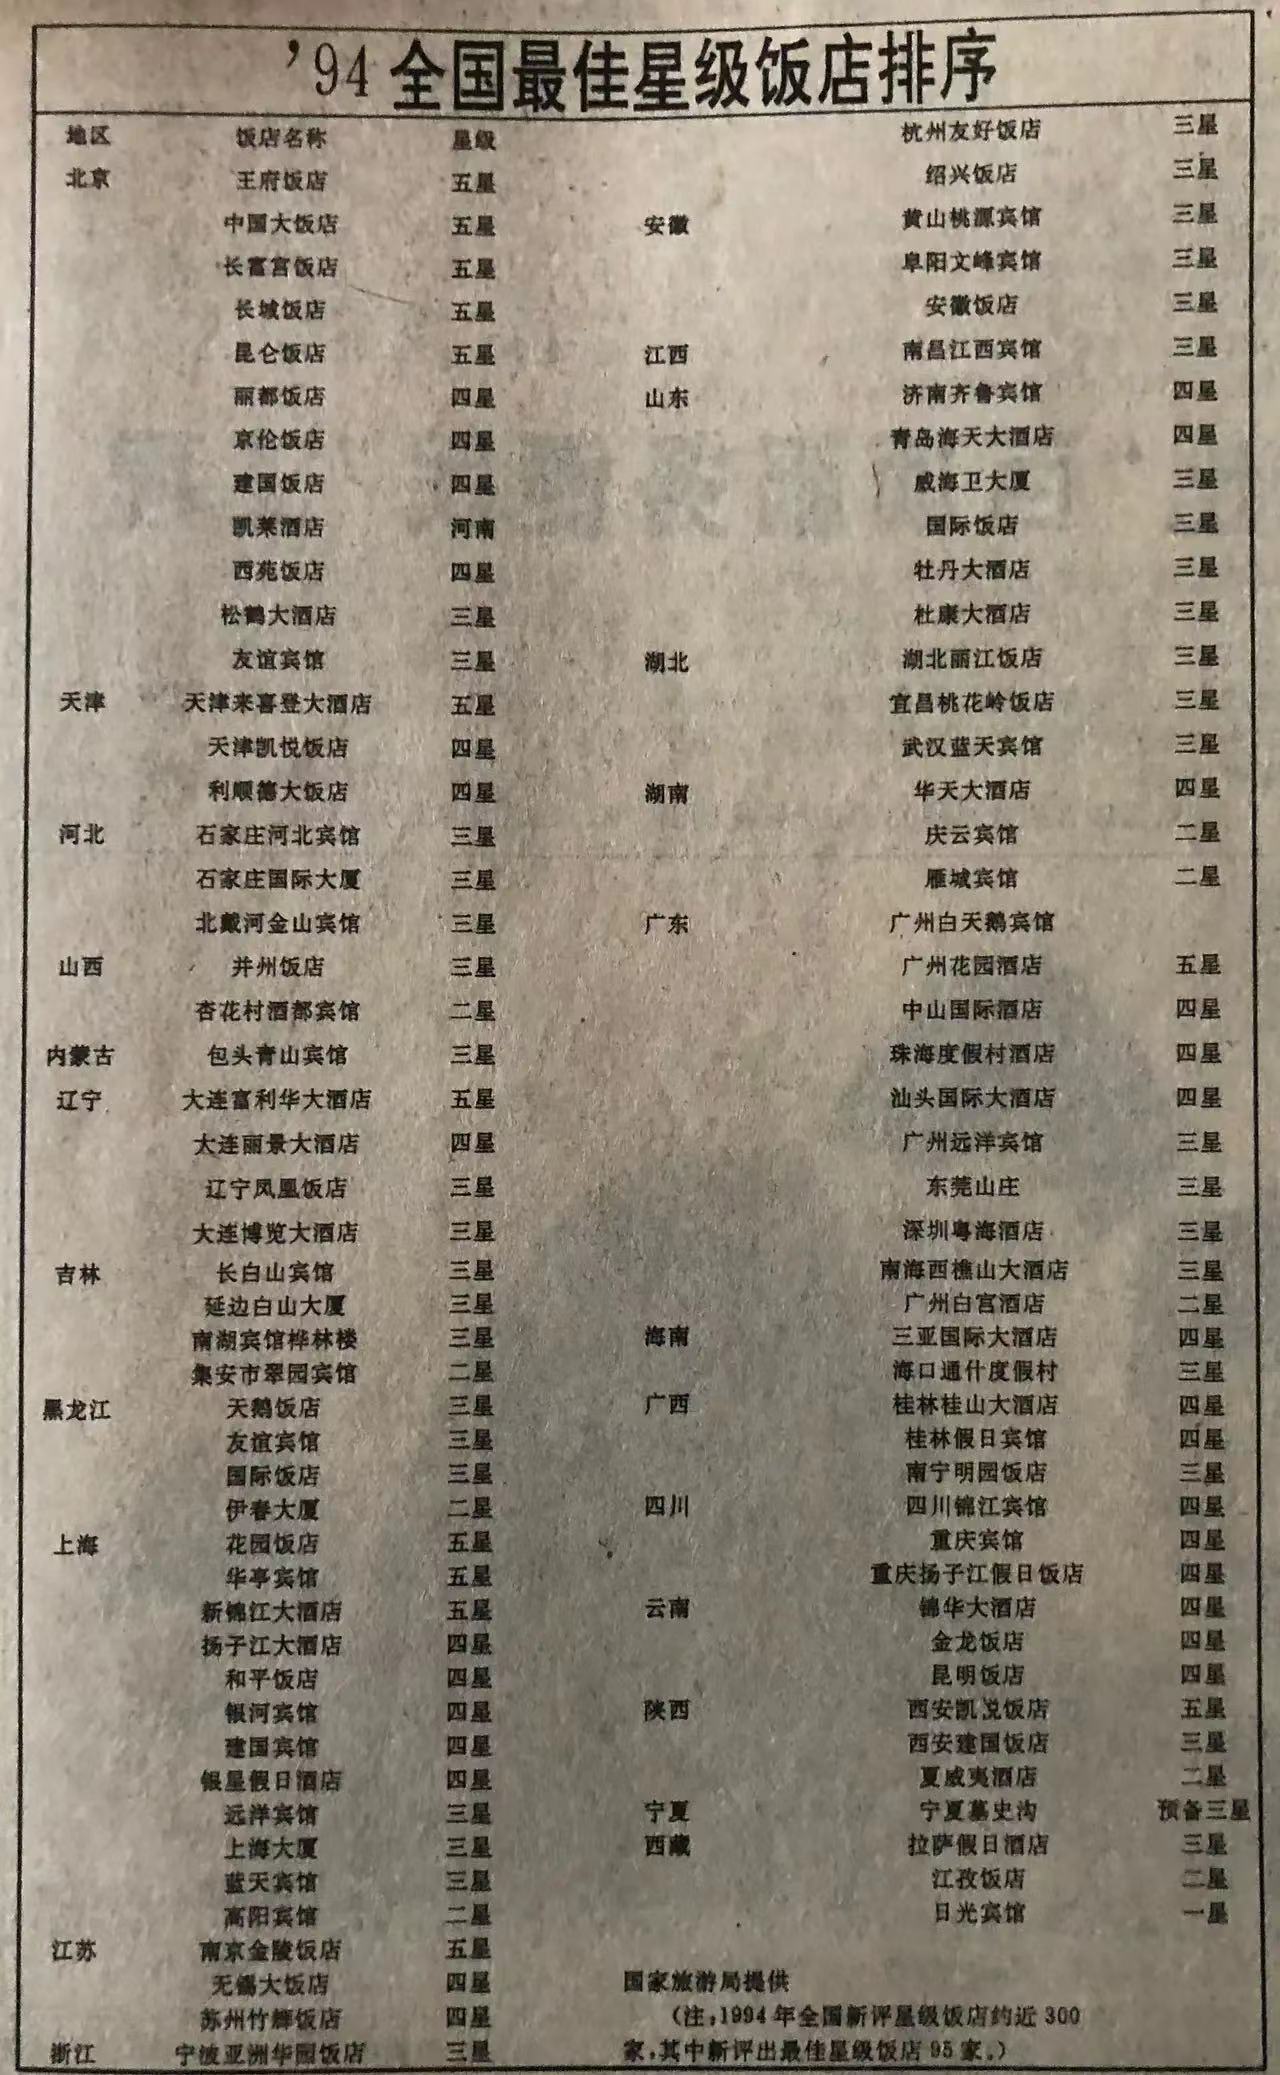 ’94全国最佳星级饭店排序
地区 饭店名称 星级
北京 王府饭店 五星
中国大饭店 五星
长富宫饭店 五星
长城饭店 五星
昆仑饭店 五星
丽都饭店 四星
京伦饭店 四星
建国饭店 四星
凯莱酒店 河南
西苑饭店 四星
松鹤大酒店 三星
友谊宾馆 三星
天津 天津来喜登大酒店 五星
天津凯悦饭店 四星
利顺德大饭店 四星
河北 石家庄河北宾馆 三星
石家庄国际大厦 三星
北戴河金山宾馆 三星
山西 并州饭店 三星
杏花村酒都宾馆 二星
内蒙古 包头青山宾馆 三星
辽宁 大连富利华大酒店 五星
大连丽景大酒店 四星
辽宁凤凰饭店 三星
大连博览大酒店 三星
吉林 长白山宾馆 三星
延边白山大厦 三星
南湖宾馆桦林楼 三星
集安市翠园宾馆 二星
黑龙江 天鹅饭店 三星
友谊宾馆 三星
国际饭店 三星
伊春大厦 二星
上海 花园饭店 五星
华亭宾馆 五星
新锦江大酒店 五星
扬子江大酒店 四星
和平饭店 四星
银河宾馆 四星
建国宾馆 四星
银星假日酒店 四星
远洋宾馆 三星
上海大厦 三星
蓝天宾馆 三星
高阳宾馆 二星
江苏 南京金陵饭店 五星
无锡大饭店 四星
苏州竹辉饭店 四星
浙江 宁波亚洲华园饭店 三星
杭州友好饭店 三星
绍兴饭店 三星
安徽 黄山桃源宾馆 三星
阜阳文峰宾馆 三星
安徽饭店 三星
江西 南昌江西宾馆 三星
山东 济南齐鲁宾馆 四星
青岛海天大酒店 四星
威海卫大厦 三星
国际饭店 三星
牡丹大酒店 三星
杜康大酒店 三星
湖北 湖北丽江饭店 三星
宜昌桃花岭饭店 三星
武汉蓝天宾馆 三星
湖南 华天大酒店 四星
庆云宾馆 二星
雁城宾馆 二星
广东 广州白天鹅宾馆
广州花园酒店 五星
中山国际酒店 四星
珠海度假村酒店 四星
汕头国际大酒店 四星
广州远洋宾馆 三星
东莞山庄 三星
深圳粤海酒店 三星
南海西樵山大酒店 三星
广州白宫酒店 二星
海南 三亚国际大酒店 四星
海口通什度假村 三星
广西 桂林桂山大酒店 四星
桂林假日宾馆 四星
南宁明园饭店 三星
四川 四川锦江宾馆 四星
重庆宾馆 四星
重庆扬子江假日饭店 四星
云南 锦华大酒店 四星
金龙饭店 四星
昆明饭店 四星
陕西 西安凯悦饭店 五星
西安建国饭店 三星
夏威夷酒店 二星
宁夏 宁夏墓史沟 预备三星
西藏 拉萨假日酒店 三星
江孜饭店 二星
日光宾馆 一星
国家旅游局提供
(注:1994年全国新评星级饭店约近300
家,其中新评出最佳星级饭店95家。)